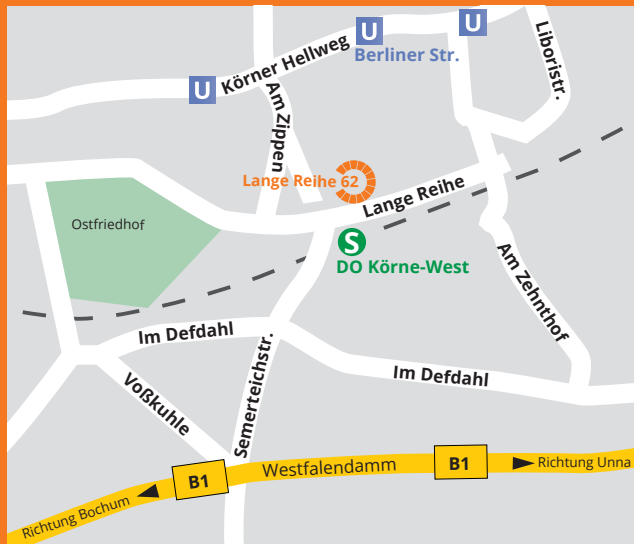 U
U
Körner Hellweg
Berliner Str.
U
Liboristr.
Am Zippen
Lange Reihe 62
Lange Reihe
Ostfriedhof
S
DO Körne-West
Am Zehnthof
Im Defdahl
Im Defdahl
Voßkuhle
Semerteichstr.
B1
Westfalendamm
B1
Richtung Unna
Richtung Bochum